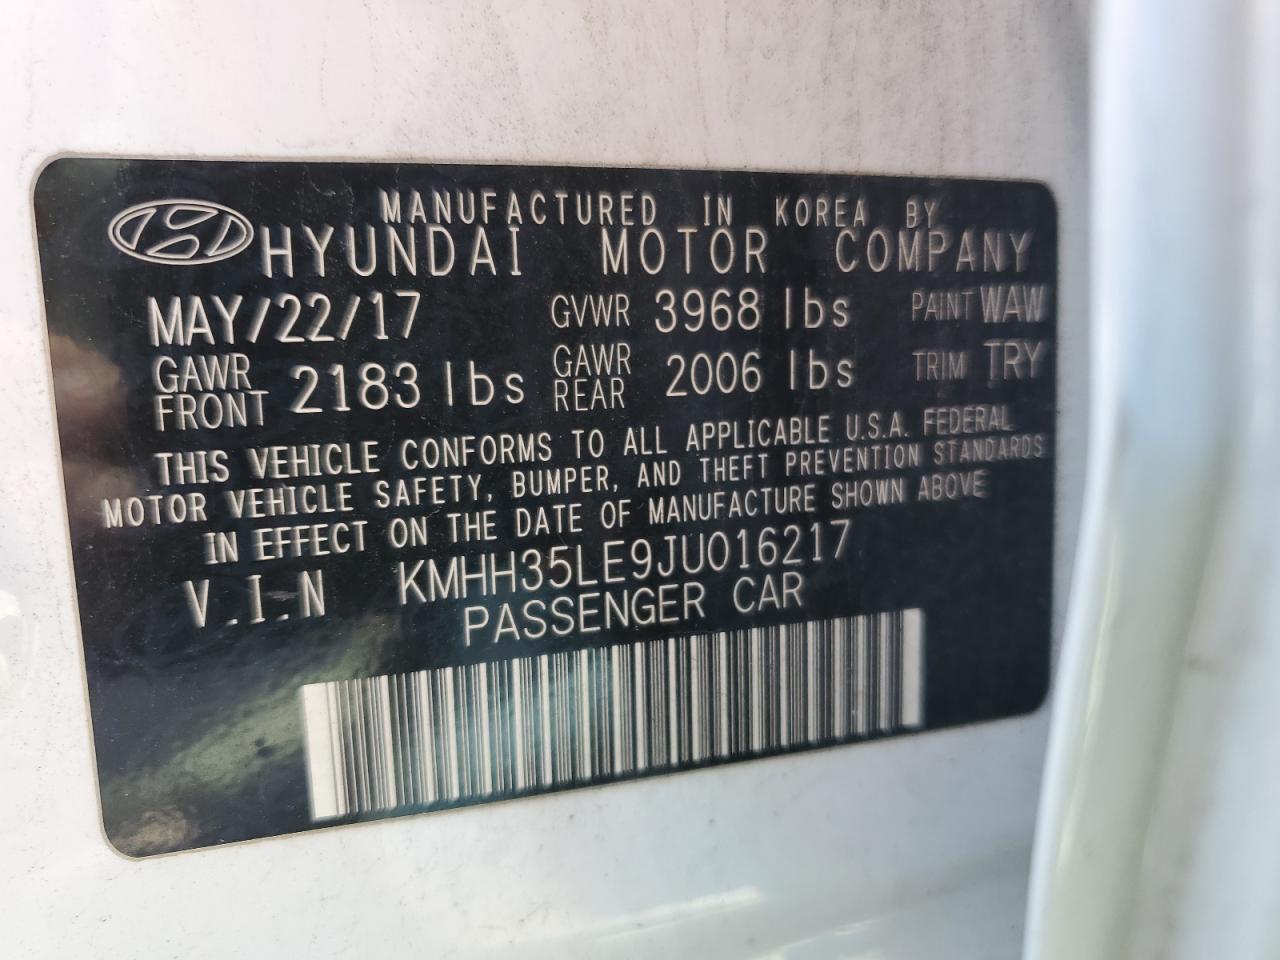 MANUFACTURED IN KOREA BY
HYUNDAI MOTOR COMPANY
MAY/22/17 GVWR 3968 lbs PAINT WAW
GAWR FRONT 2183 lbs GAWR REAR 2006 lbs TRIM TRY
THIS VEHICLE CONFORMS TO ALL APPLICABLE U.S.A. FEDERAL
MOTOR VEHICLE SAFETY, BUMPER, AND THEFT PREVENTION STANDARDS
IN EFFECT ON THE DATE OF MANUFACTURE SHOWN ABOVE
V.I.N KMHH35LE9JU016217
PASSENGER CAR